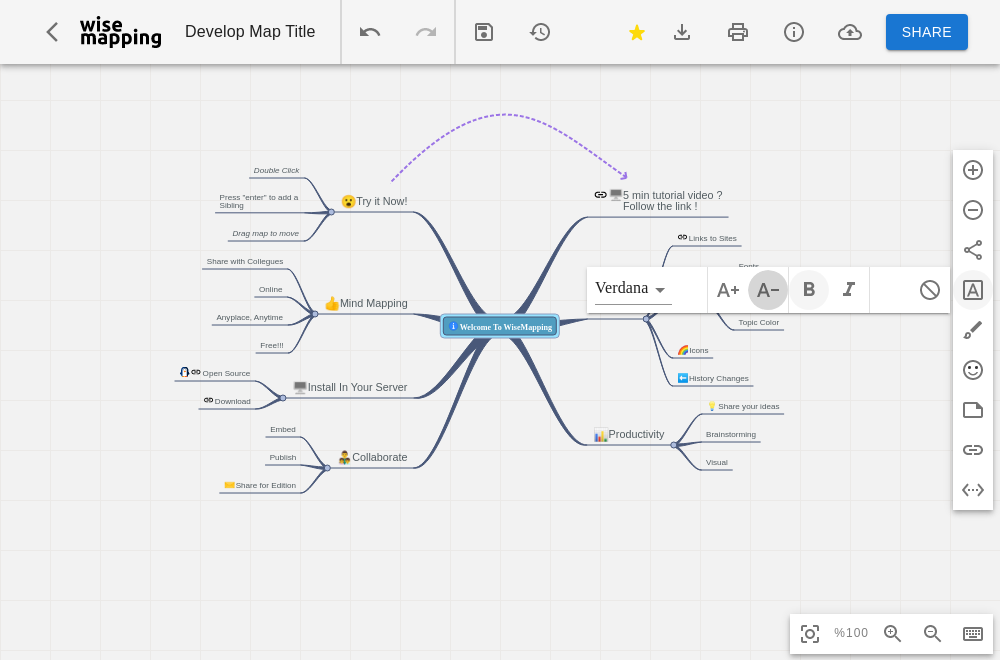 wise
mapping
Develop Map Title
SHARE
Double Click
Press "enter" to add a
Sibling
Drag map to move
😮Try it Now!
Share with Collegues
Online
Anyplace, Anytime
Free!!!
👍Mind Mapping
Open Source
Download
🖥️Install In Your Server
Embed
Publish
Share for Edition
Collaborate
Welcome To WiseMapping
5 min tutorial video ?
Follow the link !
Links to Sites
Fonts
Verdana
A+
A-
B
I
A
Topic Color
🌈Icons
⬅️History Changes
📊Productivity
💡Share your ideas
Brainstorming
Visual
%100